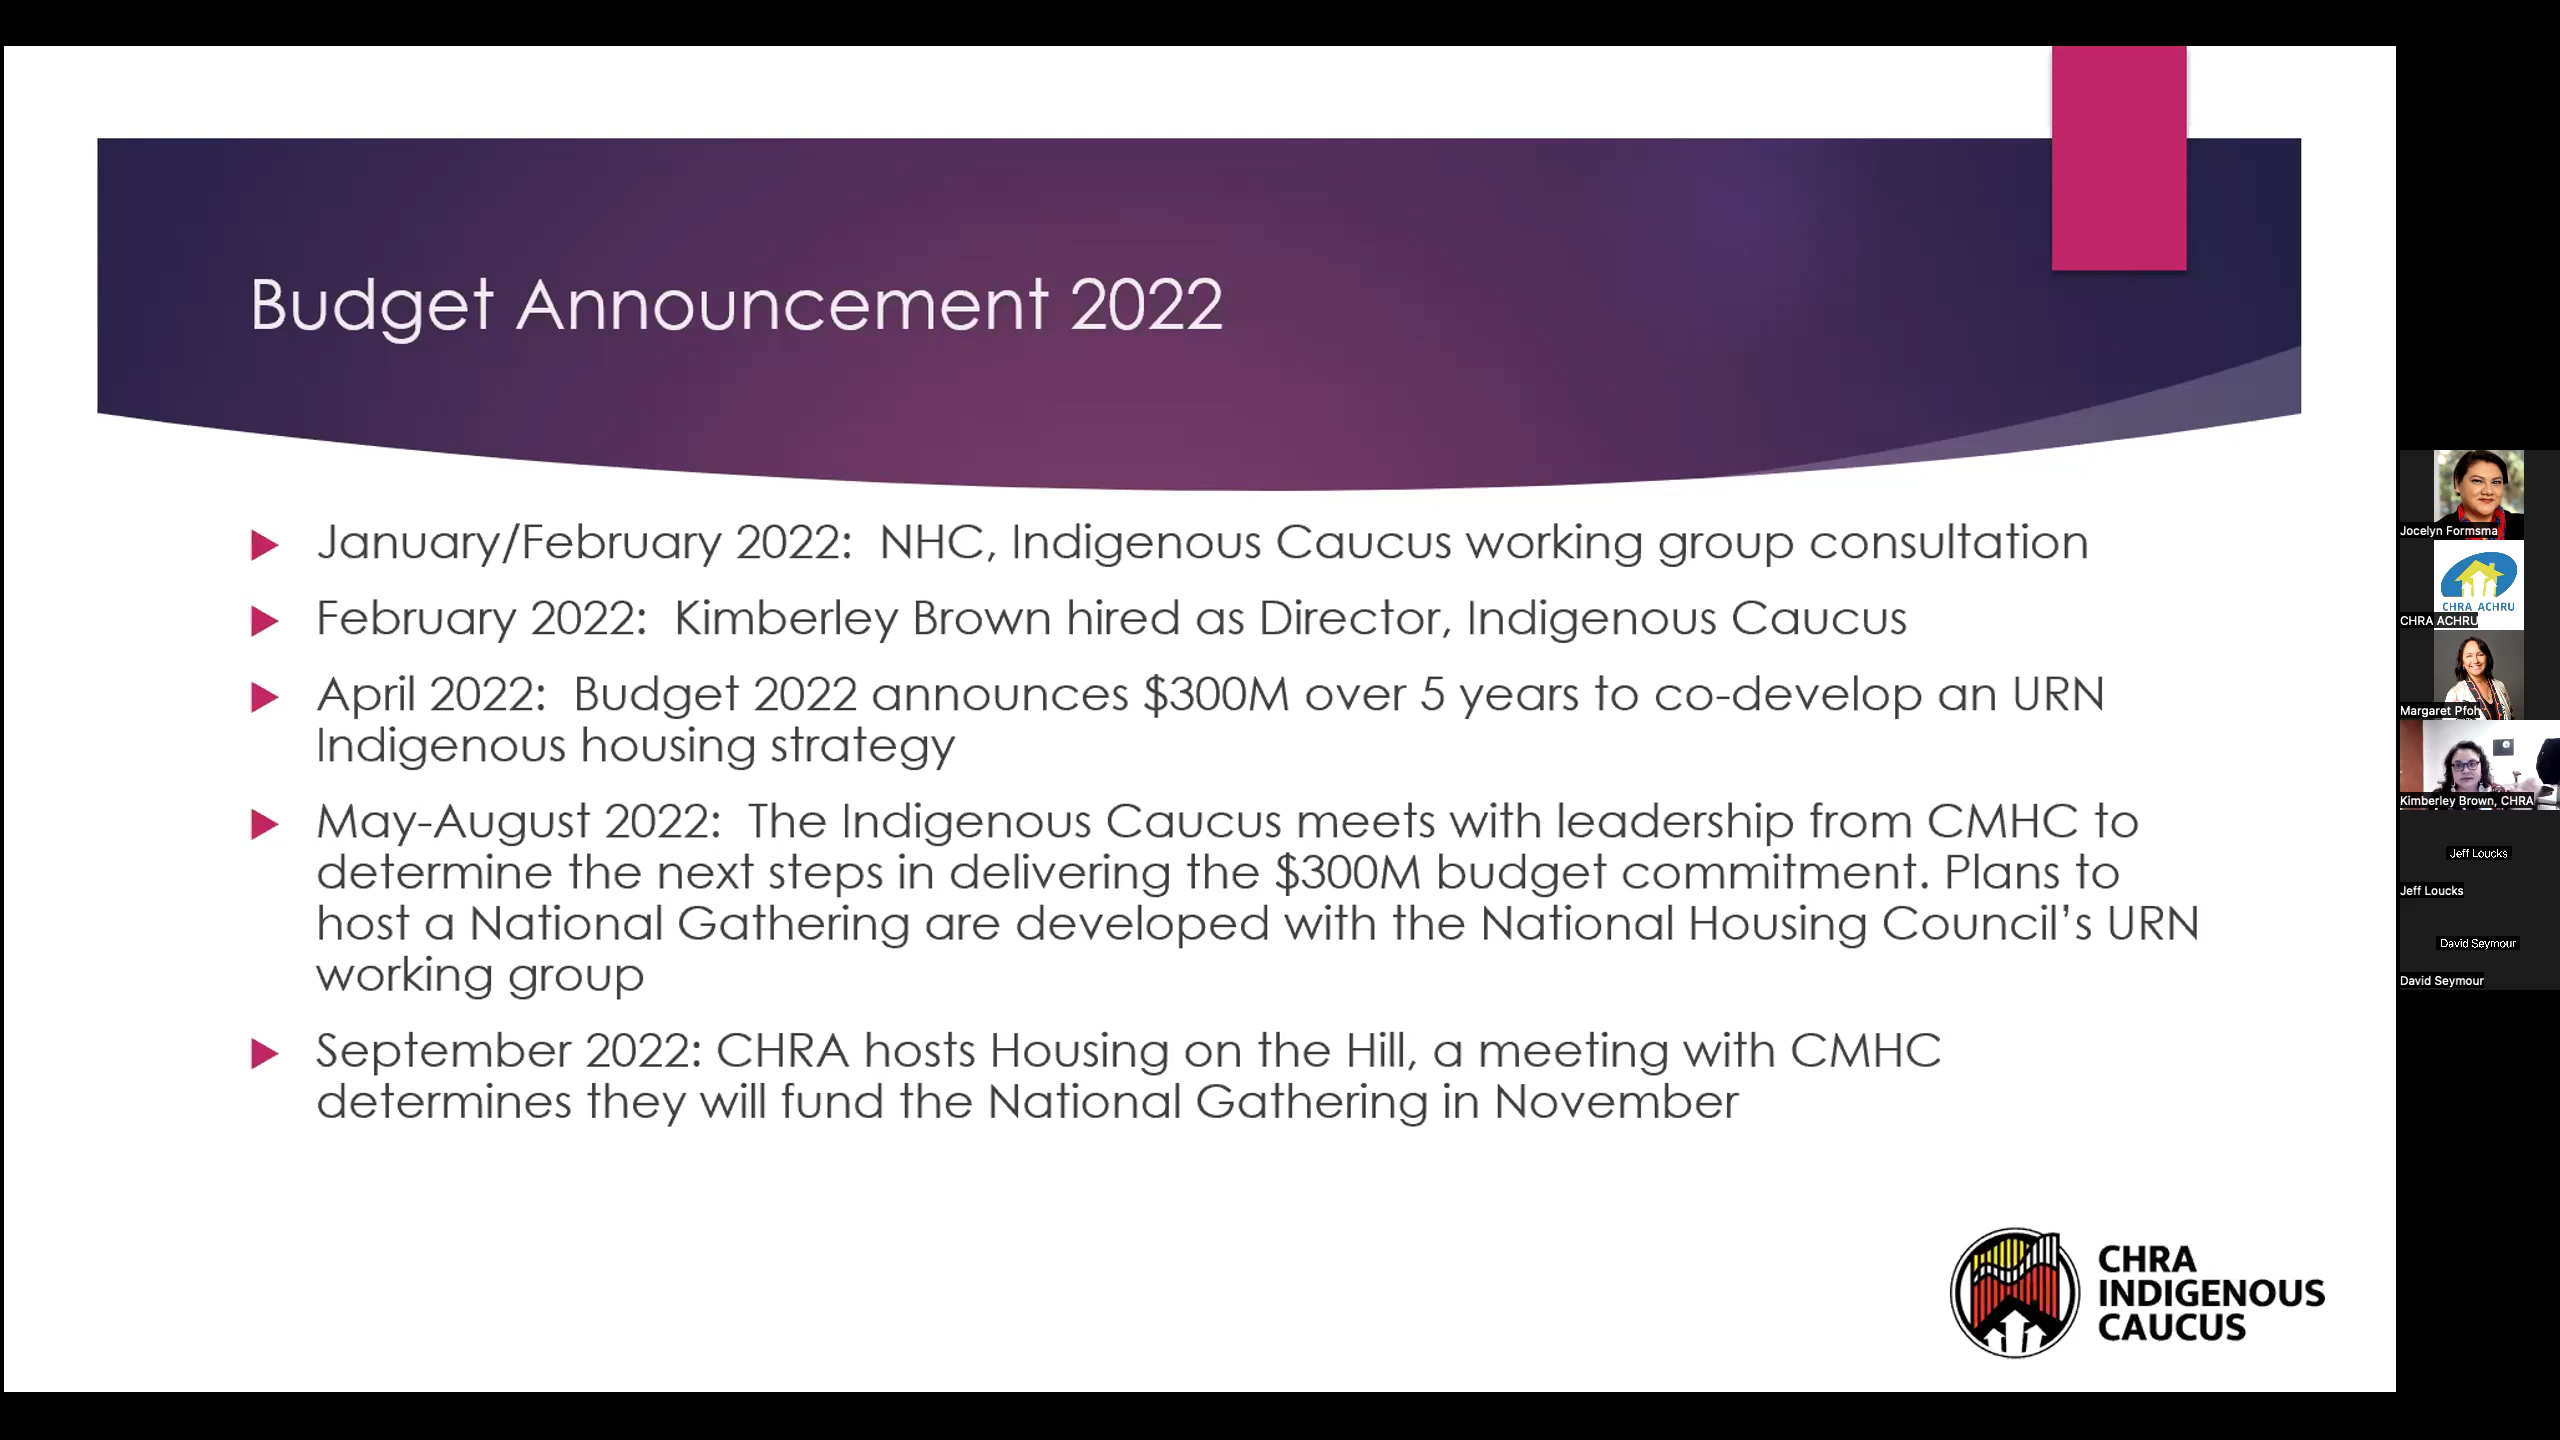 Budget Announcement 2022
January/February 2022:  NHC, Indigenous Caucus working group consultation
February 2022:  Kimberley Brown hired as Director, Indigenous Caucus
April 2022:  Budget 2022 announces $300M over 5 years to co-develop an URN
Indigenous housing strategy
May-August 2022:  The Indigenous Caucus meets with leadership from CMHC to
determine the next steps in delivering the $300M budget commitment. Plans to
host a National Gathering are developed with the National Housing Council’s URN
working group
September 2022: CHRA hosts Housing on the Hill, a meeting with CMHC
determines they will fund the National Gathering in November
CHRA
INDIGENOUS
CAUCUS
Jocelyn Formsma
CHRA ACHRU
CHRA ACHRU
Margaret Pfoh
Kimberley Brown, CHRA
Jeff Loucks
Jeff Loucks
David Seymour
David Seymour